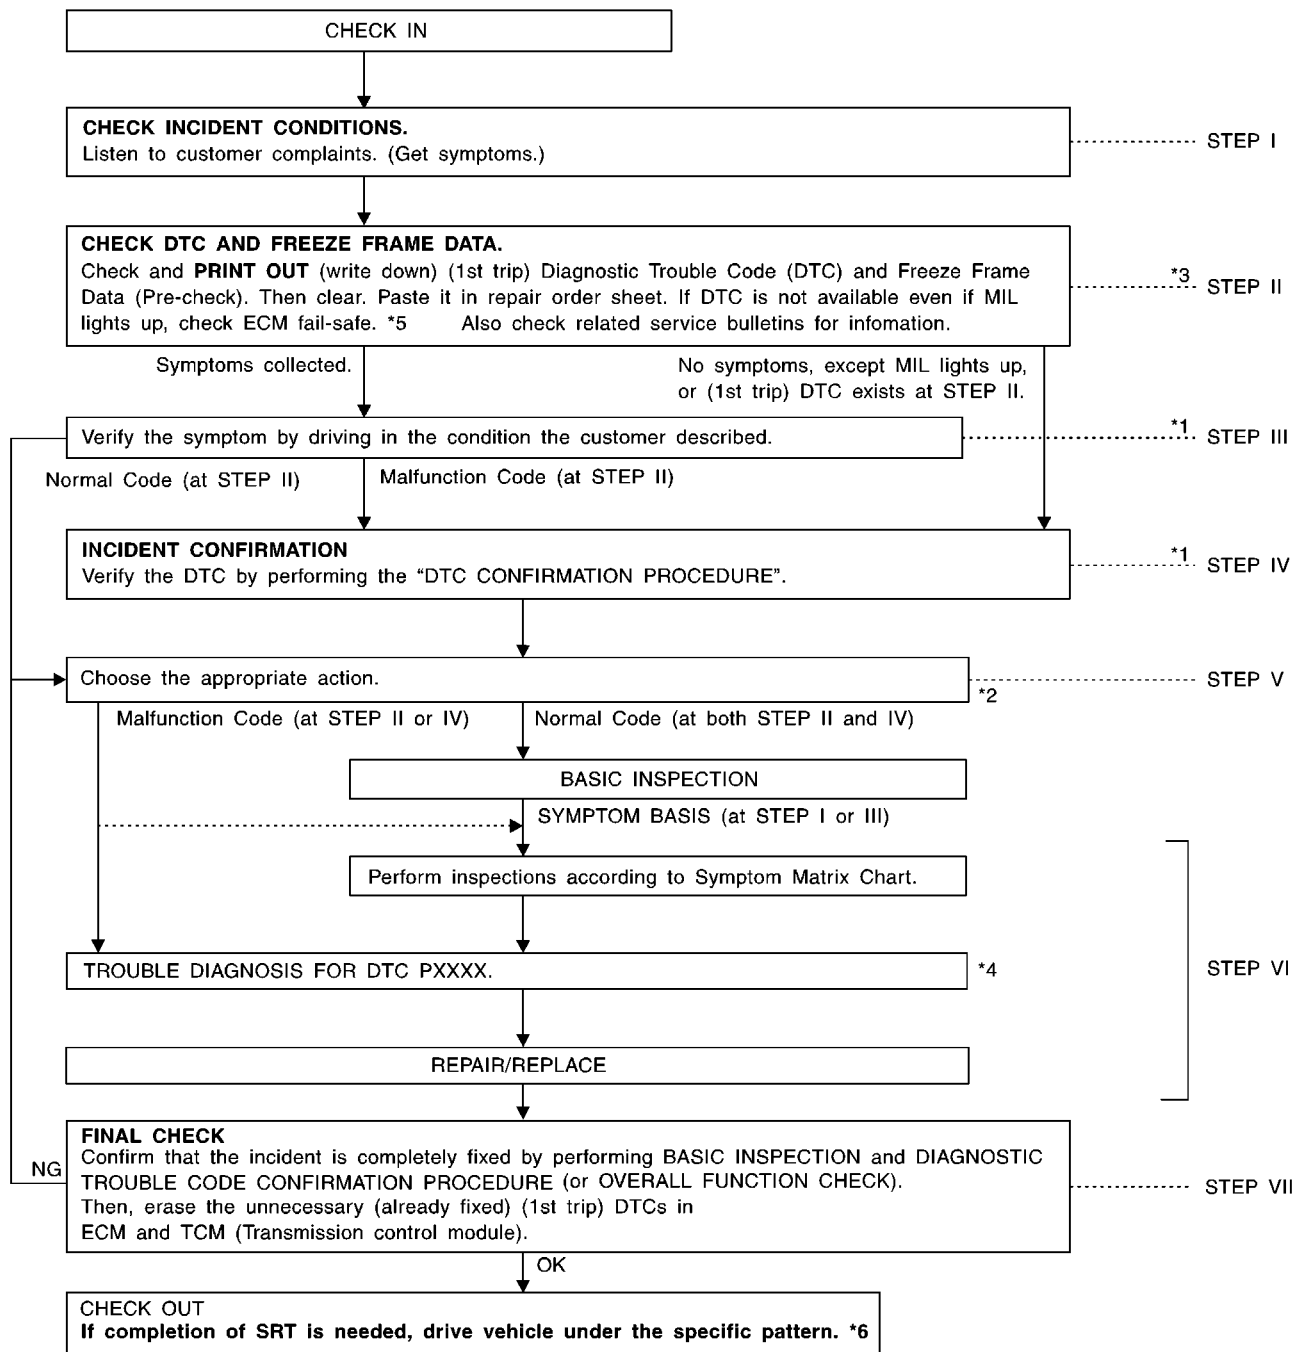 CHECK IN
CHECK INCIDENT CONDITIONS.
Listen to customer complaints. (Get symptoms.)
STEP I
CHECK DTC AND FREEZE FRAME DATA.
Check and PRINT OUT (write down) (1st trip) Diagnostic Trouble Code (DTC) and Freeze Frame
Data (Pre-check). Then clear. Paste it in repair order sheet. If DTC is not available even if MIL
lights up, check ECM fail-safe. *5 Also check related service bulletins for infomation.
*3
STEP II
Symptoms collected.
No symptoms, except MIL lights up,
or (1st trip) DTC exists at STEP II.
Verify the symptom by driving in the condition the customer described.
*1
STEP III
Normal Code (at STEP II)
Malfunction Code (at STEP II)
INCIDENT CONFIRMATION
Verify the DTC by performing the “DTC CONFIRMATION PROCEDURE”.
*1
STEP IV
Choose the appropriate action.
*2
STEP V
Malfunction Code (at STEP II or IV)
Normal Code (at both STEP II and IV)
BASIC INSPECTION
SYMPTOM BASIS (at STEP I or III)
Perform inspections according to Symptom Matrix Chart.
TROUBLE DIAGNOSIS FOR DTC PXXXX.
*4
STEP VI
REPAIR/REPLACE
FINAL CHECK
Confirm that the incident is completely fixed by performing BASIC INSPECTION and DIAGNOSTIC
TROUBLE CODE CONFIRMATION PROCEDURE (or OVERALL FUNCTION CHECK).
Then, erase the unnecessary (already fixed) (1st trip) DTCs in
ECM and TCM (Transmission control module).
NG
STEP VII
OK
CHECK OUT
If completion of SRT is needed, drive vehicle under the specific pattern. *6